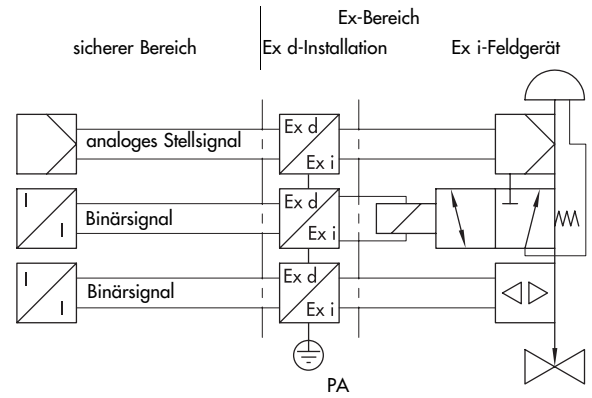 Ex-Bereich
sicherer Bereich
Ex d-Installation
Ex i-Feldgerät
analoges Stellsignal
Ex d
Ex i
I
I
Binärsignal
Ex d
Ex i
I
I
Binärsignal
Ex d
Ex i
PA